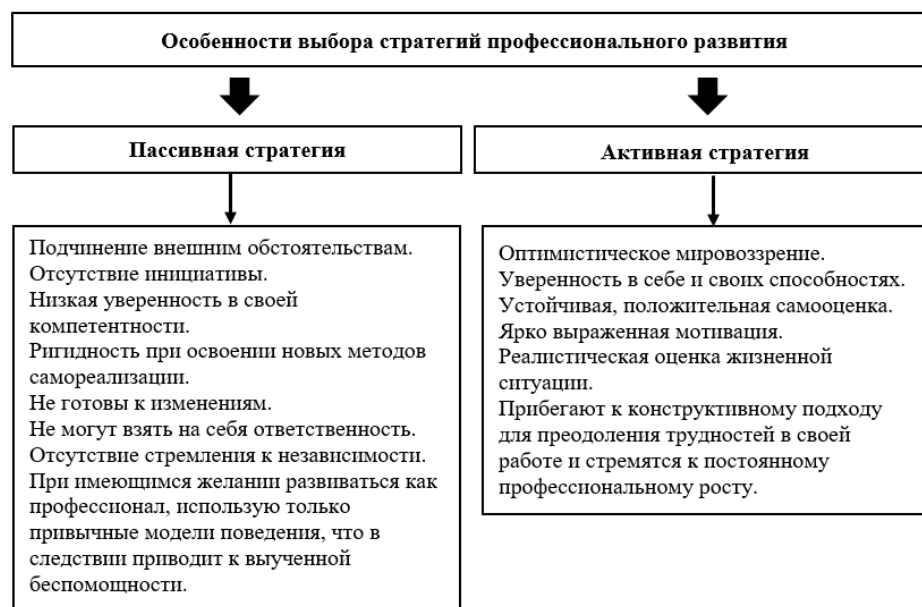 Особенности выбора стратегий профессионального развития
Пассивная стратегия
Активная стратегия
Подчинение внешним обстоятельствам.
Отсутствие инициативы.
Низкая уверенность в своей
компетентности.
Ригидность при освоении новых методов
самореализации.
Не готовы к изменениям.
Не могут взять на себя ответственность.
Отсутствие стремления к независимости.
При имеющимся желании развиваться как
профессионал, использую только
привычные модели поведения, что в
следствии приводит к выученной
беспомощности.
Оптимистическое мировоззрение.
Уверенность в себе и своих способностях.
Устойчивая, положительная самооценка.
Ярко выраженная мотивация.
Реалистическая оценка жизненной
ситуации.
Прибегают к конструктивному подходу
для преодоления трудностей в своей
работе и стремятся к постоянному
профессиональному росту.